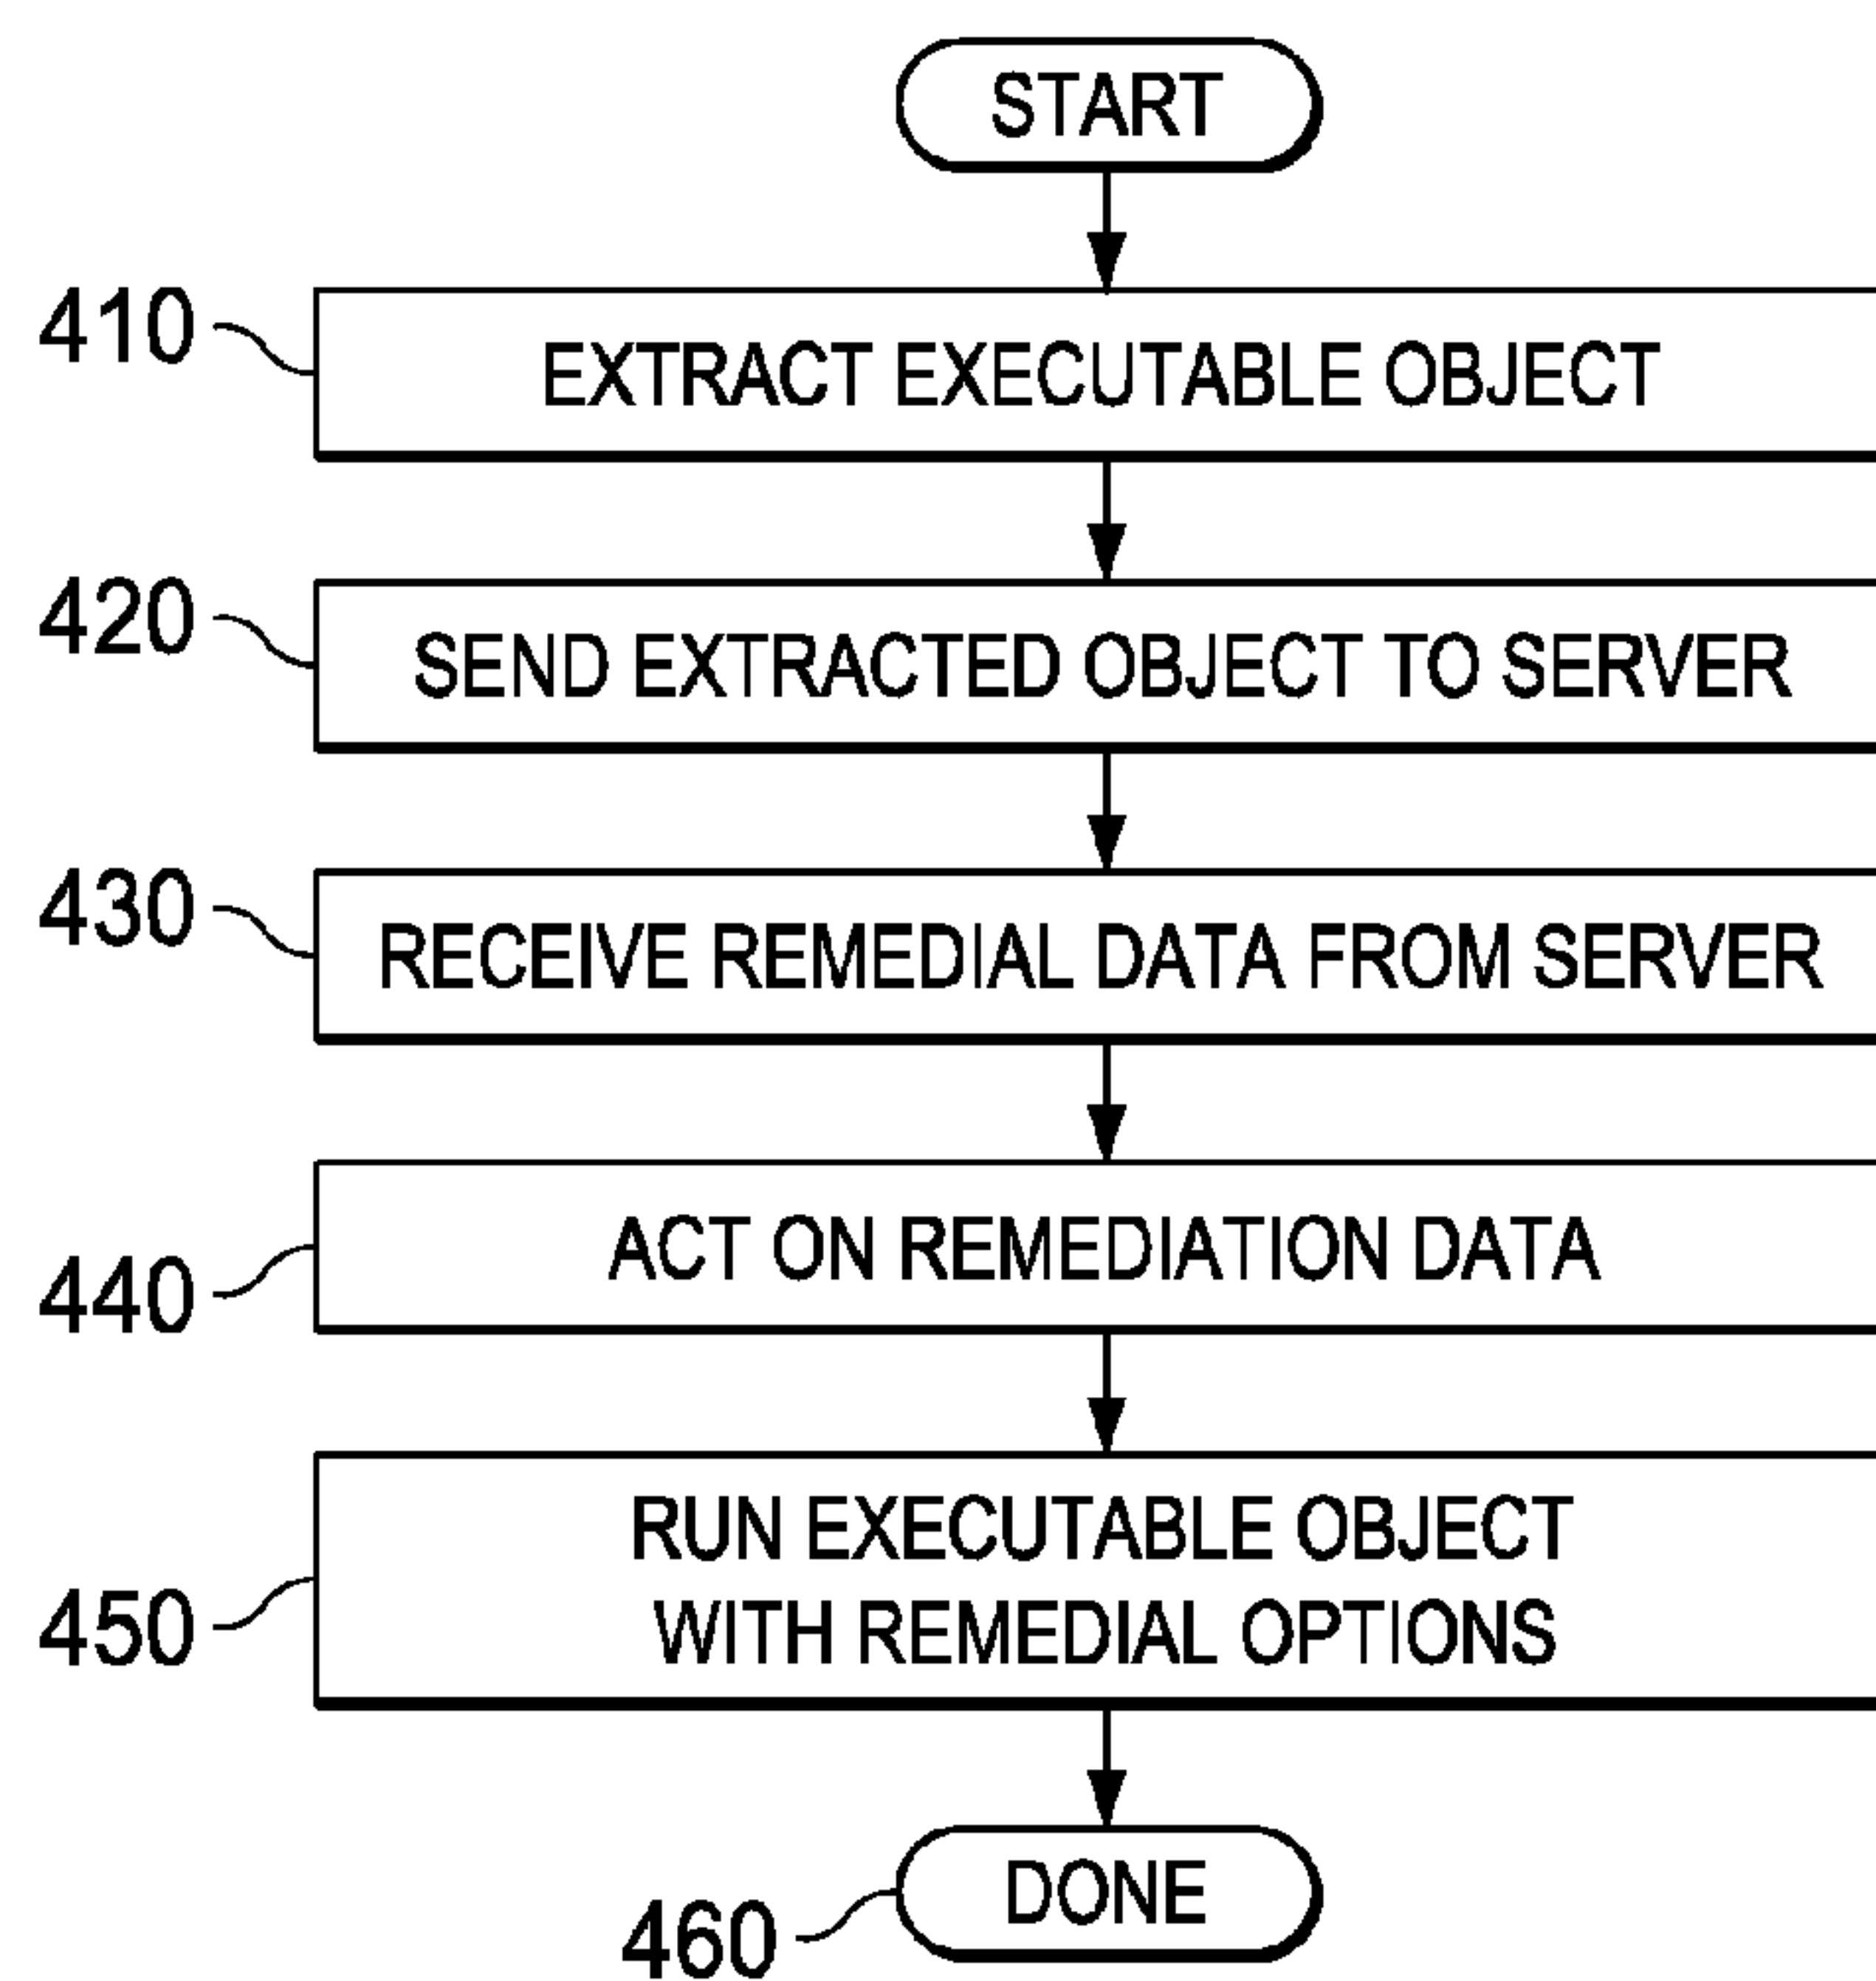 START
410
EXTRACT EXECUTABLE OBJECT
420
SEND EXTRACTED OBJECT TO SERVER
430
RECEIVE REMEDIAL DATA FROM SERVER
440
ACT ON REMEDIATION DATA
450
RUN EXECUTABLE OBJECT
WITH REMEDIAL OPTIONS
460
DONE